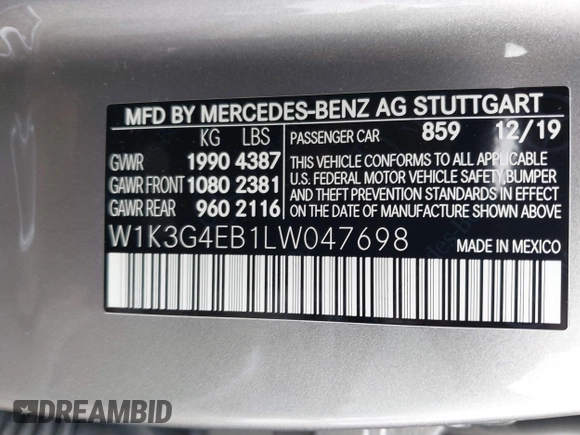 MFD BY MERCEDES-BENZ AG STUTTGART
KG LBS PASSENGER CAR 859 12/19
GVWR 1990 4387 THIS VEHICLE CONFORMS TO ALL APPLICABLE
GAWR FRONT 1080 2381 U.S. FEDERAL MOTOR VEHICLE SAFETY, BUMPER
GAWR REAR 960 2116 AND THEFT PREVENTION STANDARDS IN EFFECT
ON THE DATE OF MANUFACTURE SHOWN ABOVE.
W1K3G4EB1LW047698 MADE IN MEXICO
DREAMBID